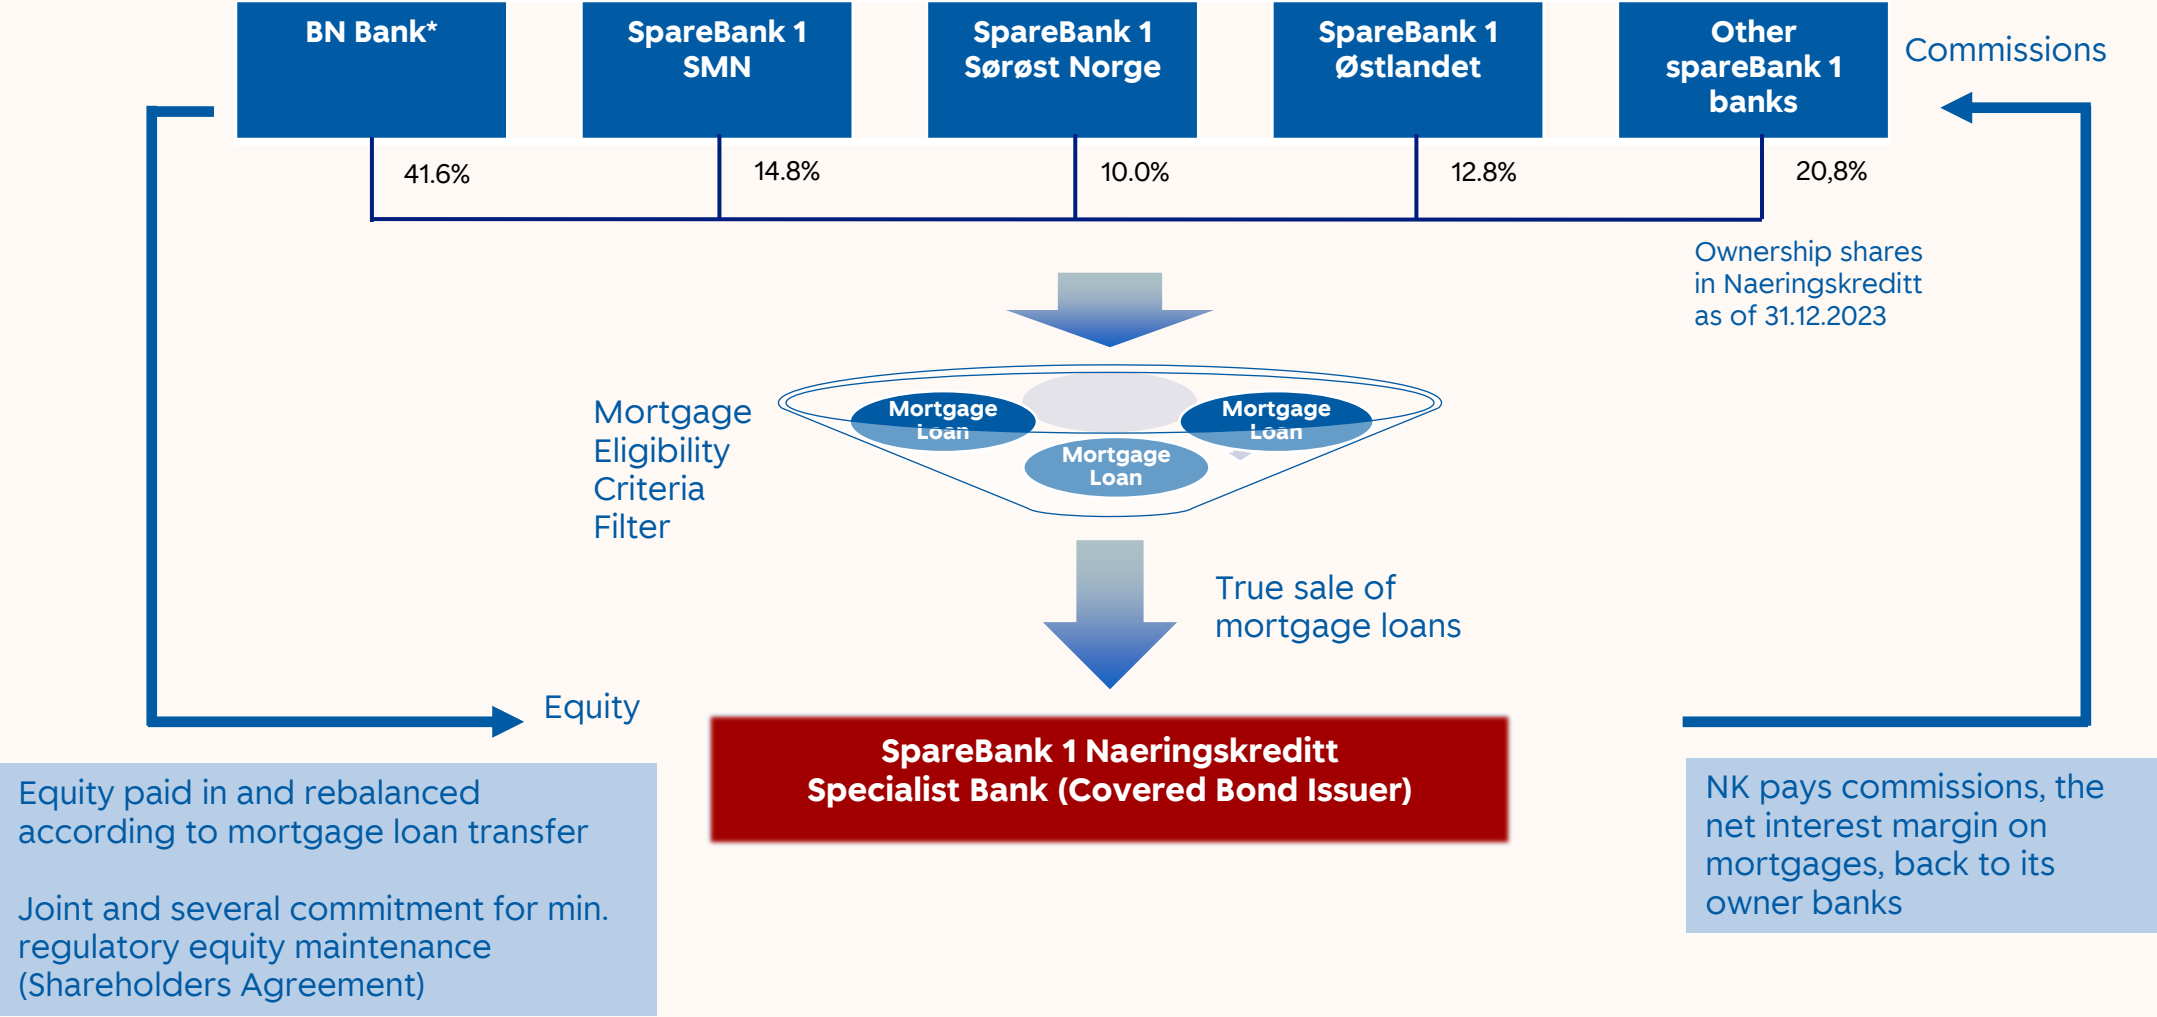 BN Bank*
SpareBank 1
SMN
SpareBank 1
Sørøst Norge
SpareBank 1
Østlandet
Other
spareBank 1
banks
Commissions
41.6%
14.8%
10.0%
12.8%
20,8%
Ownership shares
in Naeringskreditt
as of 31.12.2023
Mortgage
Eligibility
Criteria
Filter
Mortgage
Loan
Mortgage
Loan
Mortgage
Loan
True sale of
mortgage loans
Equity
SpareBank 1 Naeringskreditt
Specialist Bank (Covered Bond Issuer)
Equity paid in and rebalanced
according to mortgage loan transfer
Joint and several commitment for min.
regulatory equity maintenance
(Shareholders Agreement)
NK pays commissions, the
net interest margin on
mortgages, back to its
owner banks